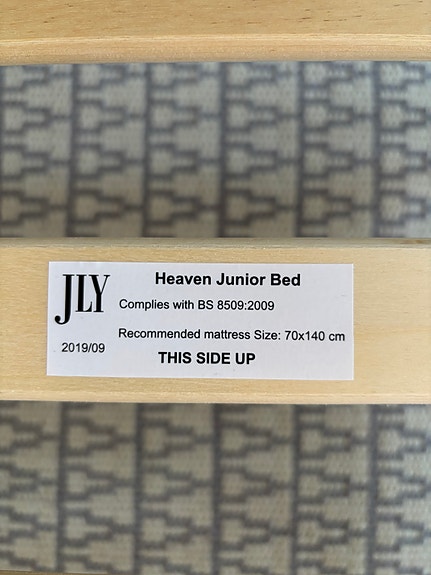 JLY
Heaven Junior Bed
Complies with BS 8509:2009
Recommended mattress Size: 70x140 cm
2019/09
THIS SIDE UP